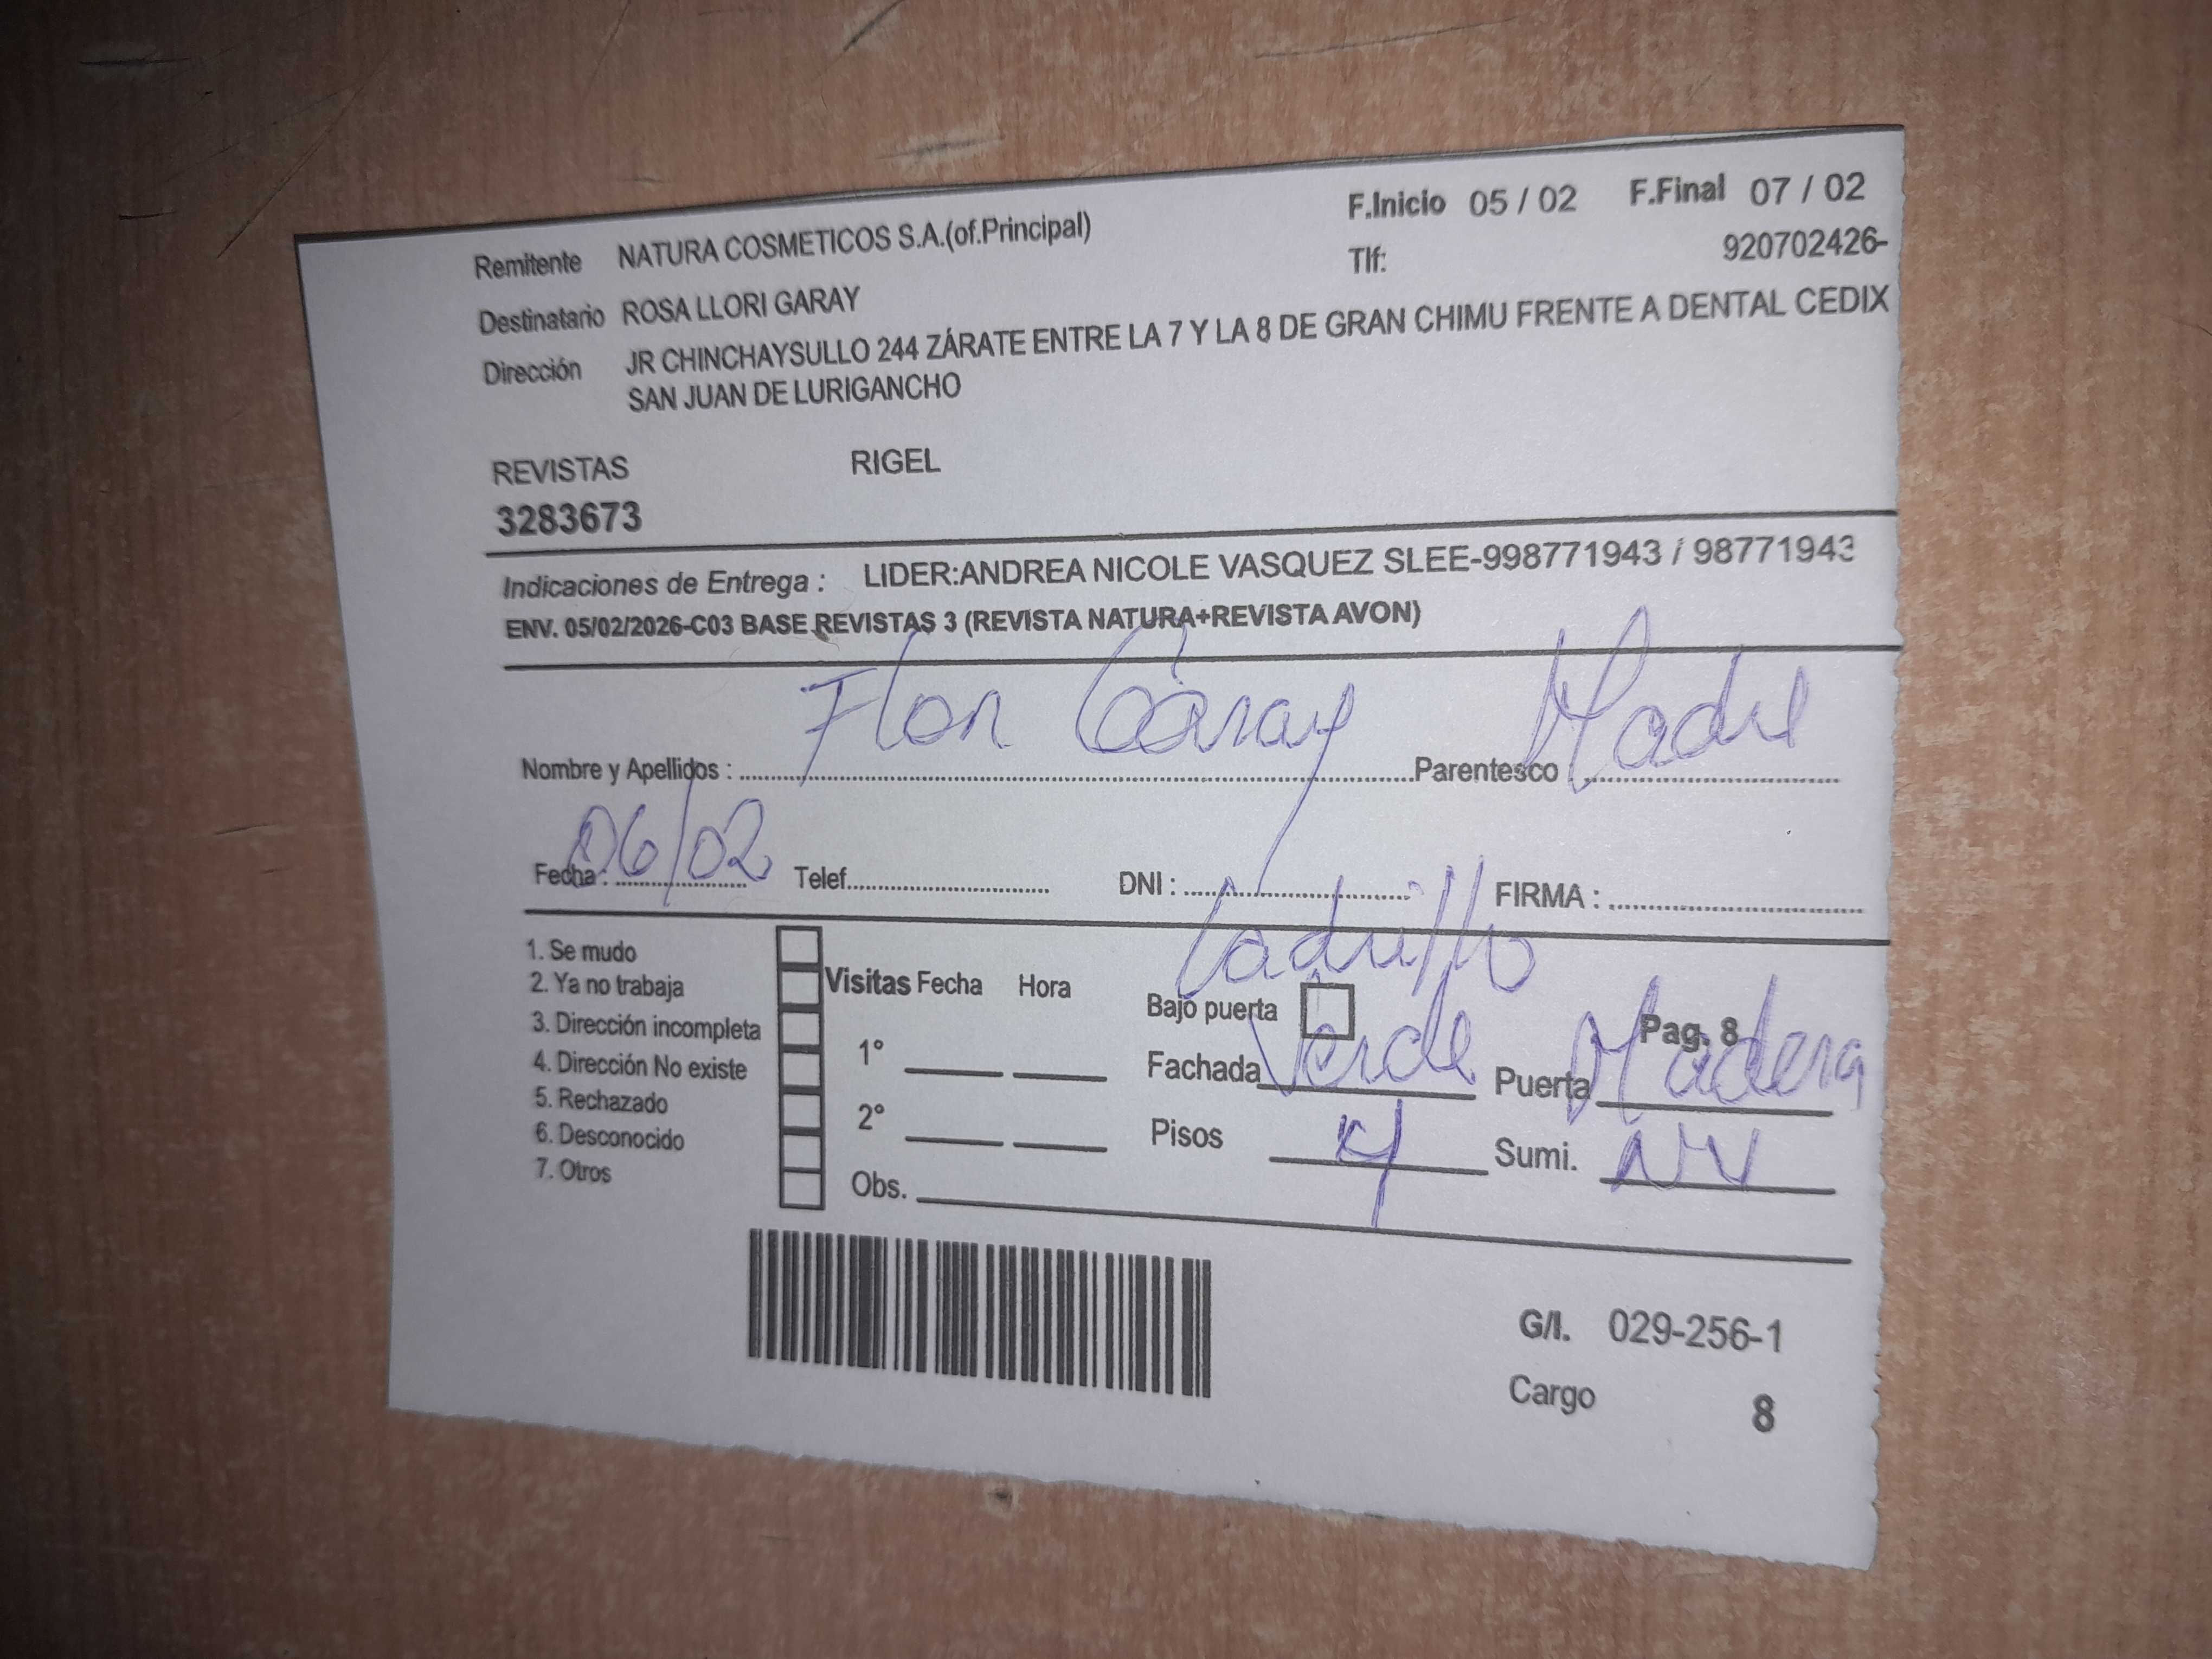 Remitente NATURA COSMETICOS S.A.(of.Principal) F.Inicio 05 / 02 F.Final 07 / 02
Tlf: 920702426-
Destinatario ROSA LLORI GARAY
Dirección JR CHINCHAYSULLO 244 ZÁRATE ENTRE LA 7 Y LA 8 DE GRAN CHIMU FRENTE A DENTAL CEDIX
SAN JUAN DE LURIGANCHO
REVISTAS RIGEL
3283673
Indicaciones de Entrega : LIDER:ANDREA NICOLE VASQUEZ SLEE-998771943 / 98771943
ENV. 05/02/2026-C03 BASE REVISTAS 3 (REVISTA NATURA+REVISTA AVON)
Nombre y Apellidos : Flor Garay Parentesco : Madre
Fecha : 06/02 Telef. DNI : FIRMA :
1. Se mudo
2. Ya no trabaja
3. Dirección incompleta
4. Dirección No existe
5. Rechazado
6. Desconocido
7. Otros
Visitas Fecha Hora
1°
2°
Obs.
Ladrillo
Bajo puerta Pag. 8
Fachada Verde Puerta Madera
Pisos 4 Sumi. NV
G/I. 029-256-1
Cargo 8